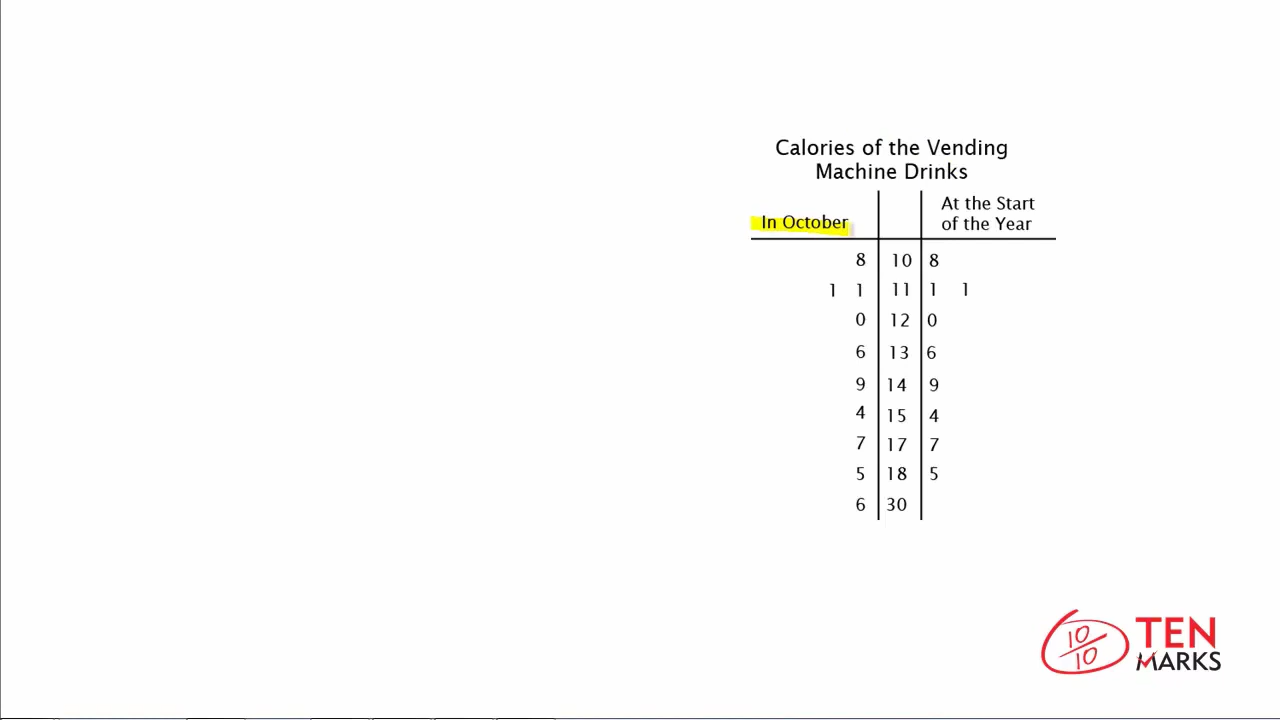 Calories of the Vending
Machine Drinks
In October
At the Start
of the Year
8 10 8
1 1 11 1 1
0 12 0
6 13 6
9 14 9
4 15 4
7 17 7
5 18 5
6 30
10
10
TEN
MARKS